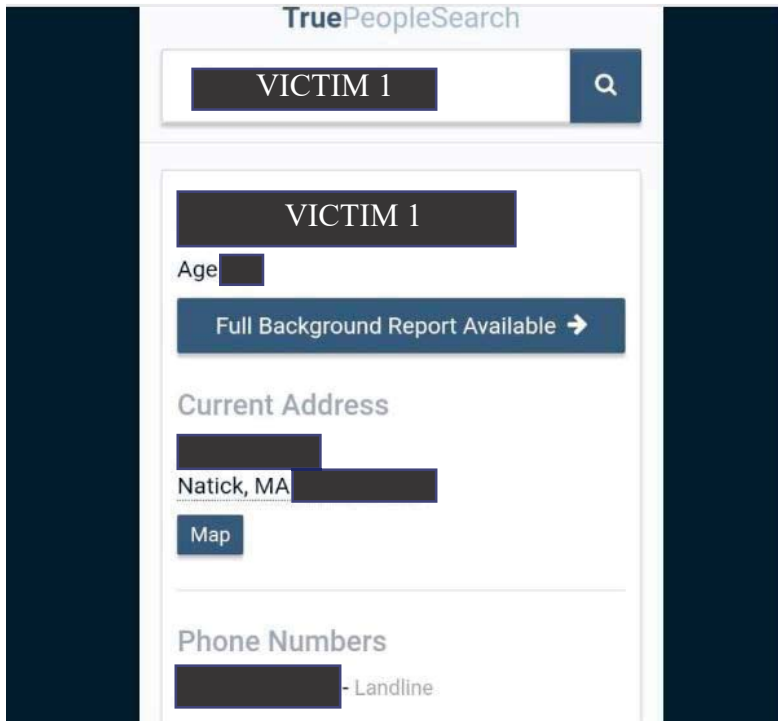 TruePeopleSearch
VICTIM 1
VICTIM 1
Age
Full Background Report Available
Current Address
Natick, MA
Map
Phone Numbers
- Landline